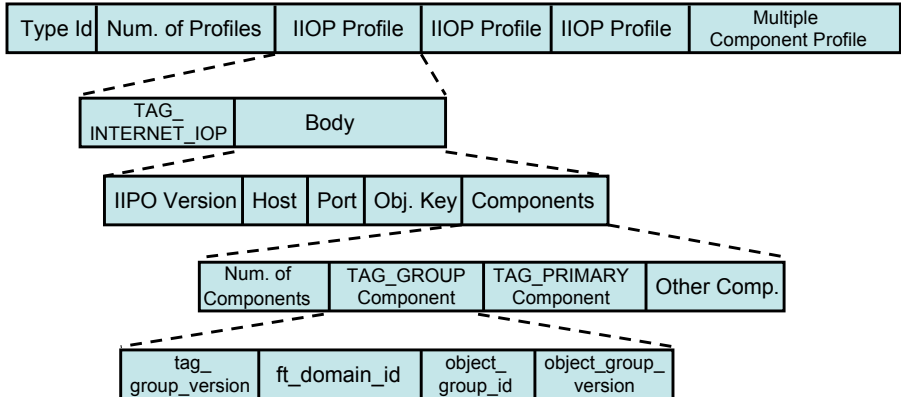 Type Id Num. of Profiles IIOP Profile IIOP Profile IIOP Profile Multiple
Component Profile
TAG_
INTERNET_IOP Body
IIPO Version Host Port Obj. Key Components
Num. of
Components
TAG_GROUP
Component
TAG_PRIMARY
Component
Other Comp.
tag_
group_version
ft_domain_id
object_
group_id
object_group_
version